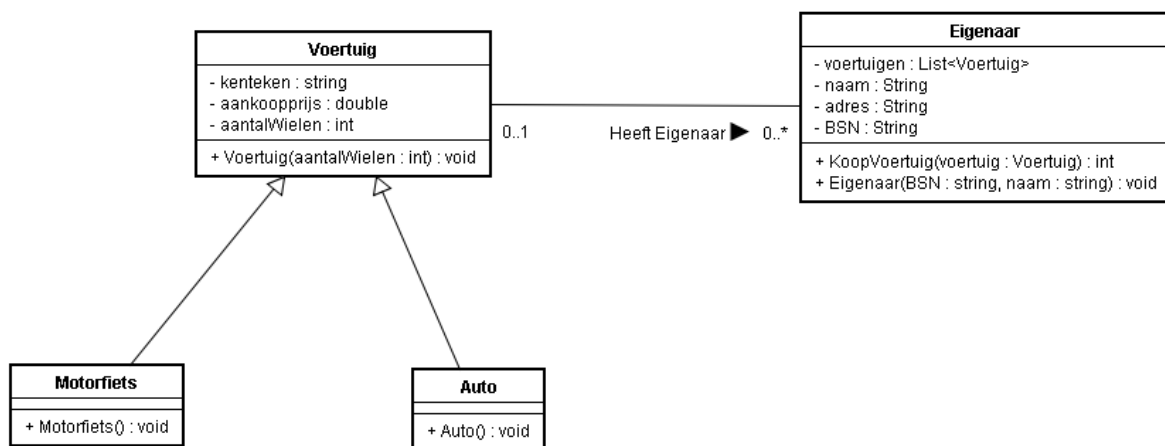 Voertuig
- kenteken : string
- aankoopprijs : double
- aantalWielen : int
+ Voertuig(aantalWielen : int) : void
0..1
Heeft Eigenaar ▶ 0..*
Eigenaar
- voertuigen : List<Voertuig>
- naam : String
- adres : String
- BSN : String
+ KoopVoertuig(voertuig : Voertuig) : int
+ Eigenaar(BSN : string, naam : string) : void
Motorfiets
+ Motorfiets() : void
Auto
+ Auto() : void